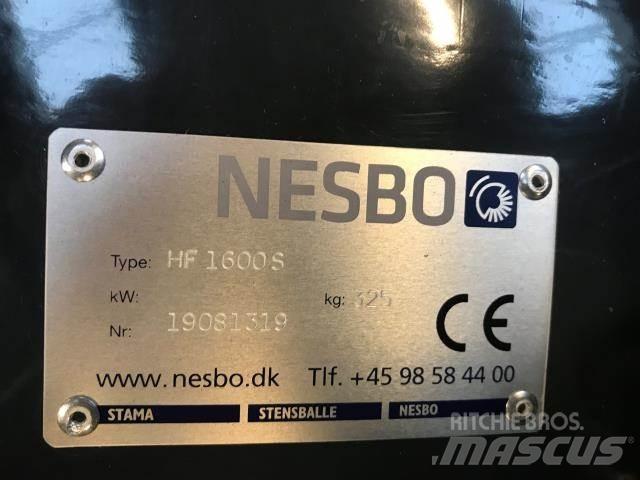 NESBO
Type: HF 1600S
kW: kg: 325
Nr: 19081319
www.nesbo.dk Tlf. +45 98 58 44 00
STAMA STENSBALLE NESBO
RITCHIE BROS.
MASCUS